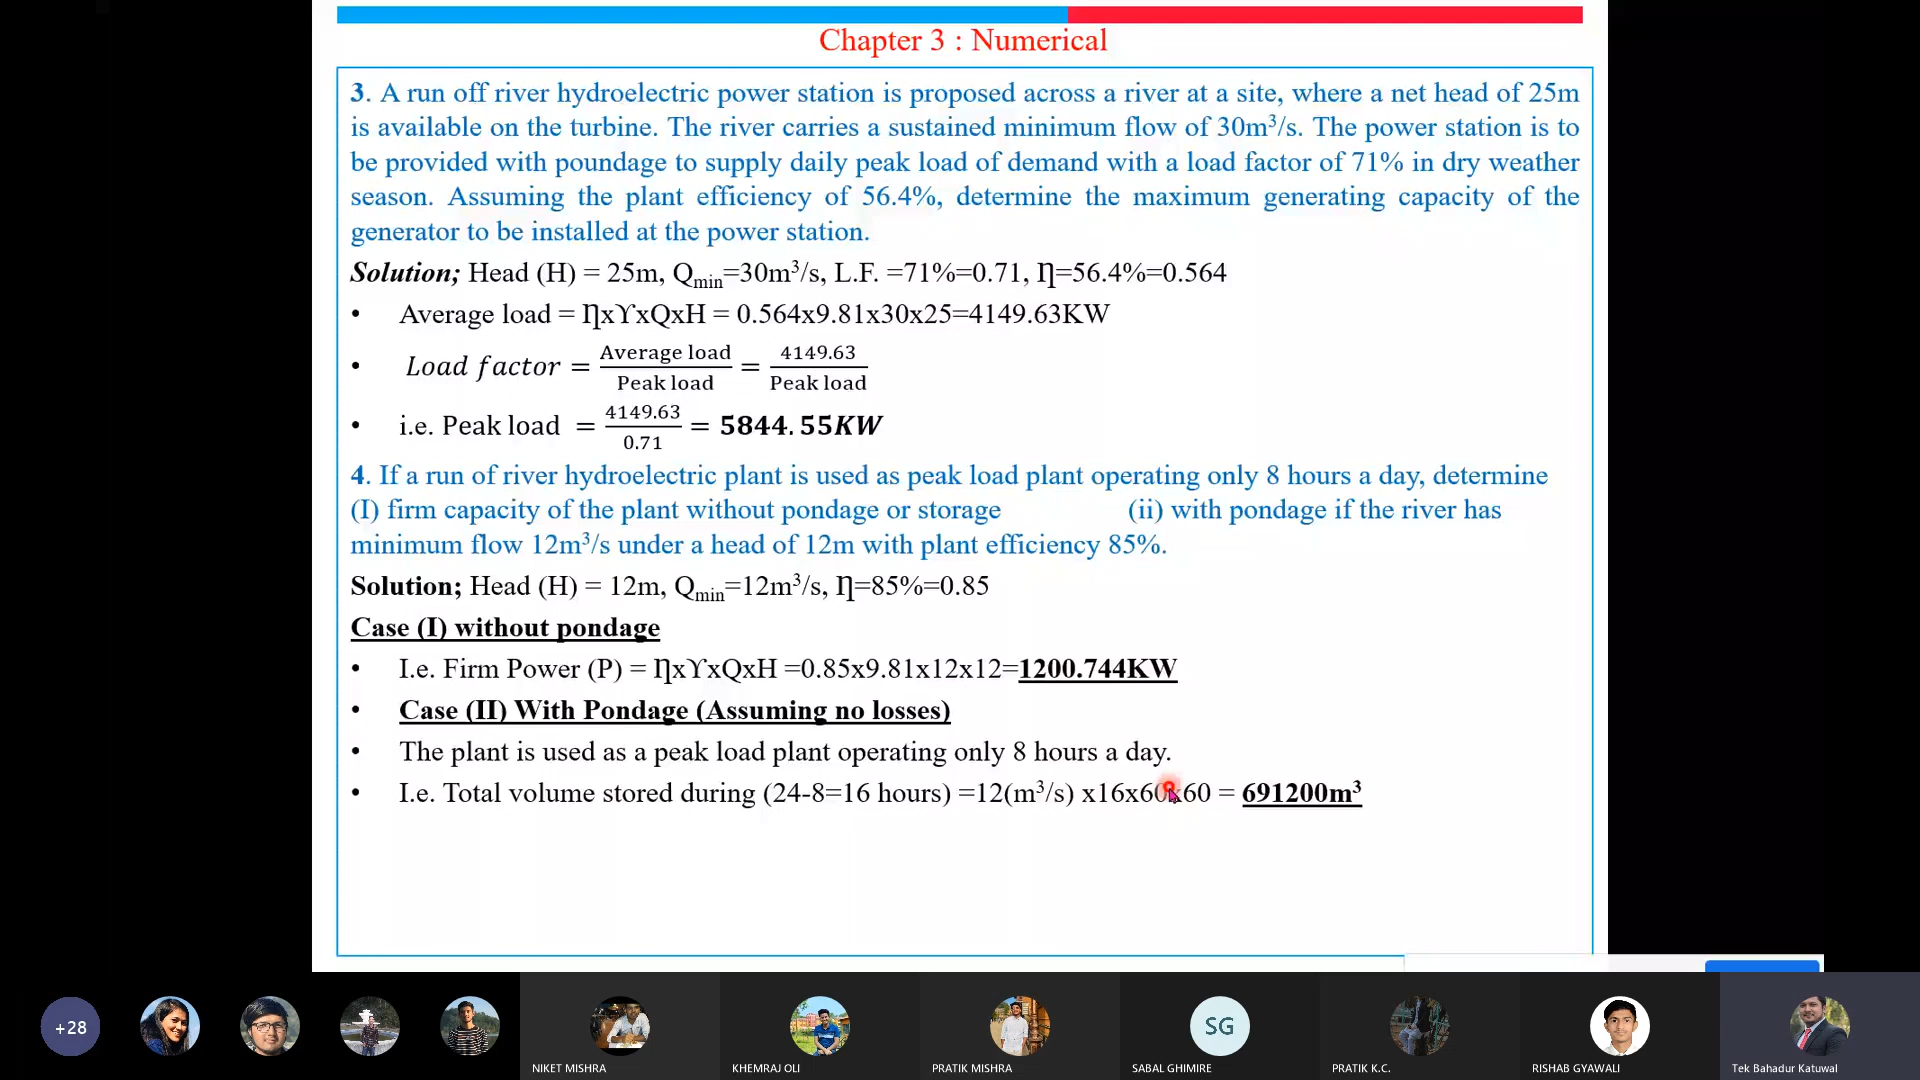 Chapter 3 : Numerical
3. A run off river hydroelectric power station is proposed across a river at a site, where a net head of 25m
is available on the turbine. The river carries a sustained minimum flow of 30m³/s. The power station is to
be provided with poundage to supply daily peak load of demand with a load factor of 71% in dry weather
season. Assuming the plant efficiency of 56.4%, determine the maximum generating capacity of the
generator to be installed at the power station.
Solution; Head (H) = 25m, Qmin=30m³/s, L.F. =71%=0.71, Ƞ=56.4%=0.564
• Average load = ȠxϒxQxH = 0.564x9.81x30x25=4149.63KW
• Load factor = Average load / Peak load = 4149.63 / Peak load
• i.e. Peak load = 4149.63 / 0.71 = 5844.55KW
4. If a run of river hydroelectric plant is used as peak load plant operating only 8 hours a day, determine
(I) firm capacity of the plant without pondage or storage (ii) with pondage if the river has
minimum flow 12m³/s under a head of 12m with plant efficiency 85%.
Solution; Head (H) = 12m, Qmin=12m³/s, Ƞ=85%=0.85
Case (I) without pondage
• I.e. Firm Power (P) = ȠxϒxQxH =0.85x9.81x12x12=1200.744KW
• Case (II) With Pondage (Assuming no losses)
• The plant is used as a peak load plant operating only 8 hours a day.
• I.e. Total volume stored during (24-8=16 hours) =12(m³/s) x16x60x60 = 691200m³
+28
SG
NIKET MISHRA
KHEMRAJ OLI
PRATIK MISHRA
SABAL GHIMIRE
PRATIK K.C.
RISHAB GYAWALI
Tek Bahadur Katuwal